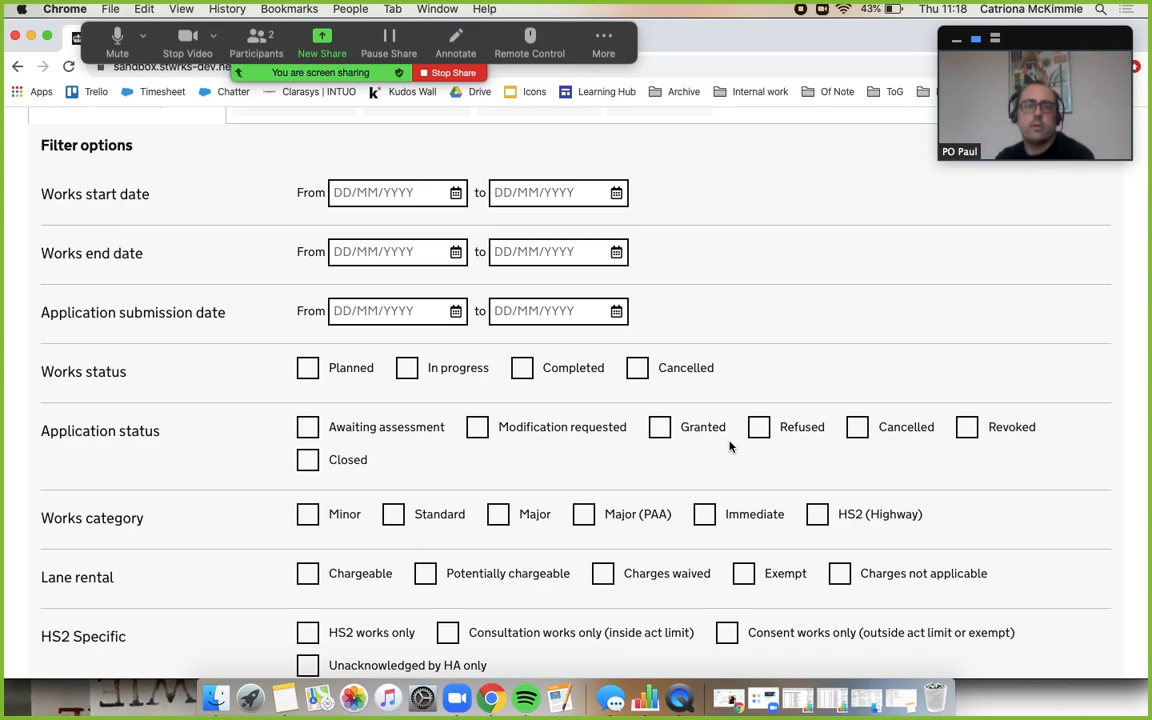 Chrome File Edit View History Bookmarks People Tab Window Help 43% Thu 11:18 Catriona McKimmie
Mute Stop Video Participants 2 New Share Pause Share Annotate Remote Control More
sandbox.stwrks-dev.ne
You are screen sharing Stop Share
Apps Trello Timesheet Chatter Clarasys | INTUO Kudos Wall Drive Icons Learning Hub Archive Internal work Of Note ToG
PO Paul
Filter options
Works start date From DD/MM/YYYY to DD/MM/YYYY
Works end date From DD/MM/YYYY to DD/MM/YYYY
Application submission date From DD/MM/YYYY to DD/MM/YYYY
Works status Planned In progress Completed Cancelled
Application status Awaiting assessment Modification requested Granted Refused Cancelled Revoked
Closed
Works category Minor Standard Major Major (PAA) Immediate HS2 (Highway)
Lane rental Chargeable Potentially chargeable Charges waived Exempt Charges not applicable
HS2 Specific HS2 works only Consultation works only (inside act limit) Consent works only (outside act limit or exempt)
Unacknowledged by HA only